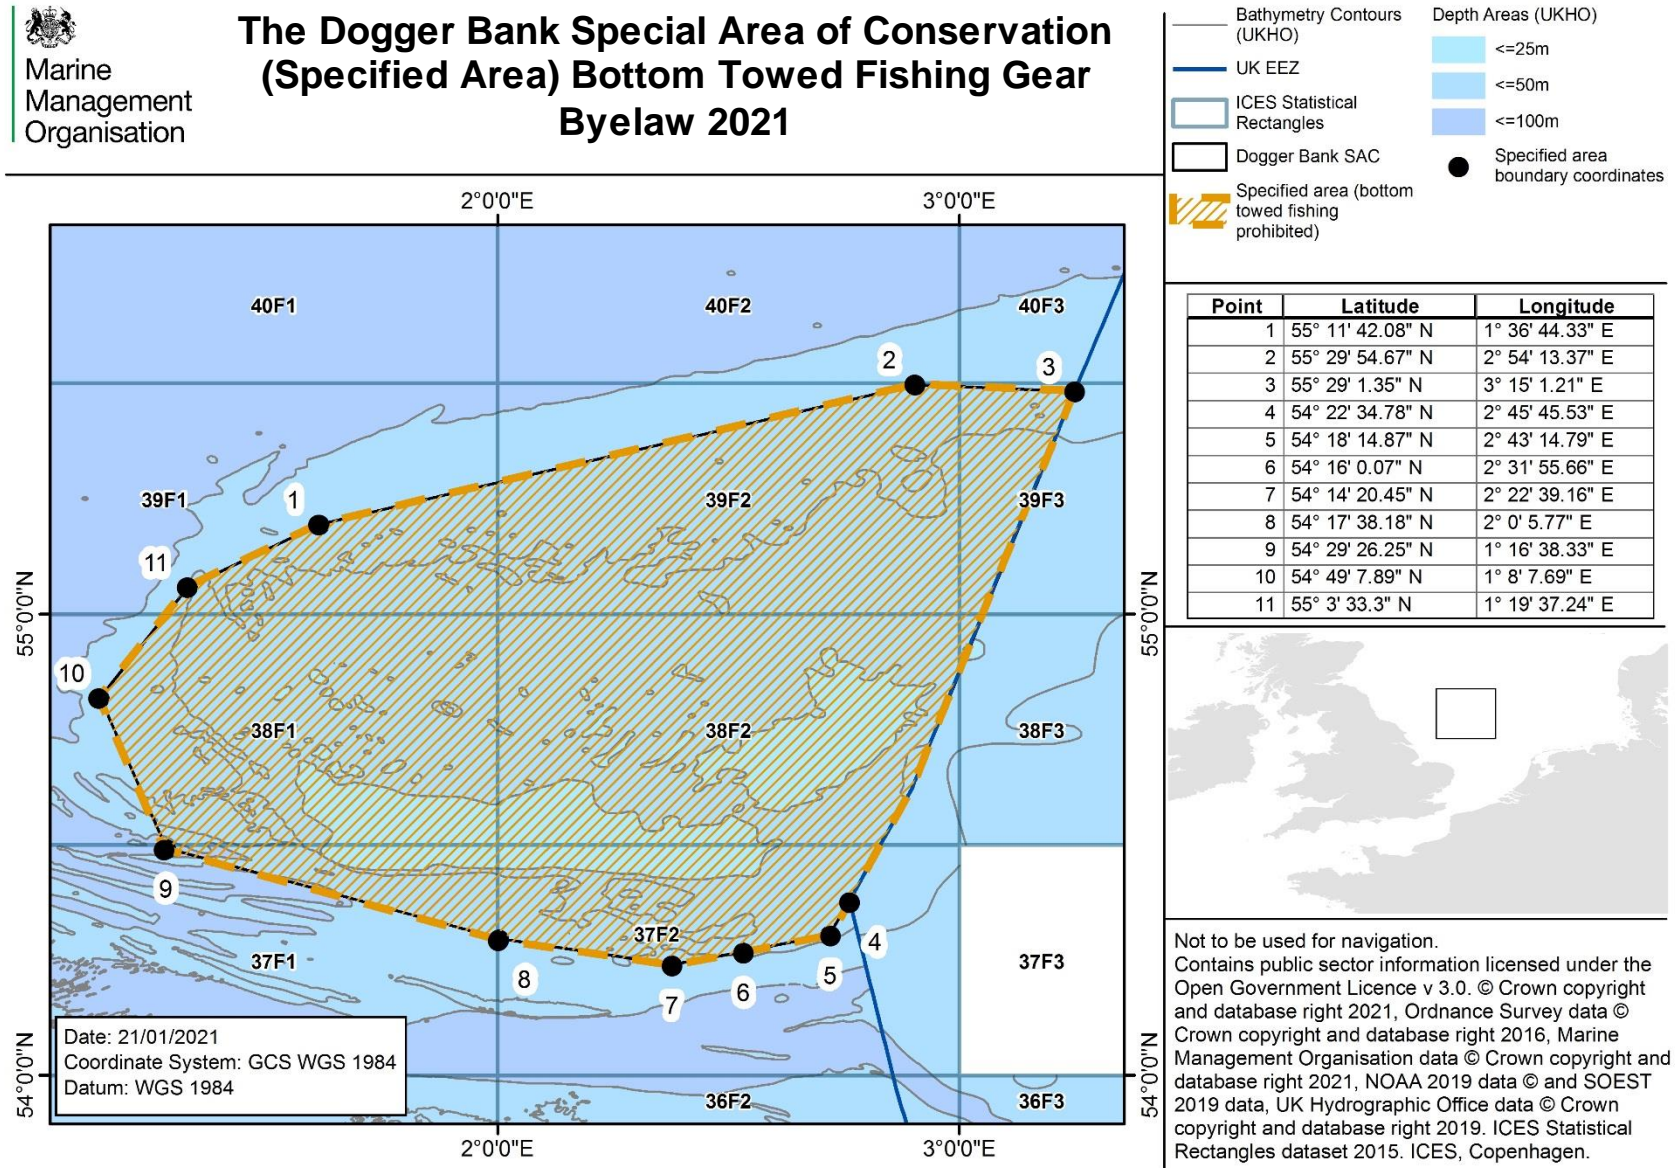 Marine
Management
Organisation
The Dogger Bank Special Area of Conservation
(Specified Area) Bottom Towed Fishing Gear
Byelaw 2021
Bathymetry Contours
(UKHO)
UK EEZ
ICES Statistical
Rectangles
Dogger Bank SAC
Specified area (bottom
towed fishing
prohibited)
Depth Areas (UKHO)
<=25m
<=50m
<=100m
Specified area
boundary coordinates
2°0'0"E 3°0'0"E
40F1 40F2 40F3
2 3
39F1 1 39F2 39F3
11
55°0'0"N 55°0'0"N
10
38F1 38F2 38F3
9
37F1 8 37F2 7 6 5 4 37F3
54°0'0"N 54°0'0"N
36F2 36F3
2°0'0"E 3°0'0"E
Date: 21/01/2021
Coordinate System: GCS WGS 1984
Datum: WGS 1984
Point Latitude Longitude
1 55° 11' 42.08" N 1° 36' 44.33" E
2 55° 29' 54.67" N 2° 54' 13.37" E
3 55° 29' 1.35" N 3° 15' 1.21" E
4 54° 22' 34.78" N 2° 45' 45.53" E
5 54° 18' 14.87" N 2° 43' 14.79" E
6 54° 16' 0.07" N 2° 31' 55.66" E
7 54° 14' 20.45" N 2° 22' 39.16" E
8 54° 17' 38.18" N 2° 0' 5.77" E
9 54° 29' 26.25" N 1° 16' 38.33" E
10 54° 49' 7.89" N 1° 8' 7.69" E
11 55° 3' 33.3" N 1° 19' 37.24" E
Not to be used for navigation.
Contains public sector information licensed under the
Open Government Licence v 3.0. © Crown copyright
and database right 2021, Ordnance Survey data ©
Crown copyright and database right 2016, Marine
Management Organisation data © Crown copyright and
database right 2021, NOAA 2019 data © and SOEST
2019 data, UK Hydrographic Office data © Crown
copyright and database right 2019. ICES Statistical
Rectangles dataset 2015. ICES, Copenhagen.